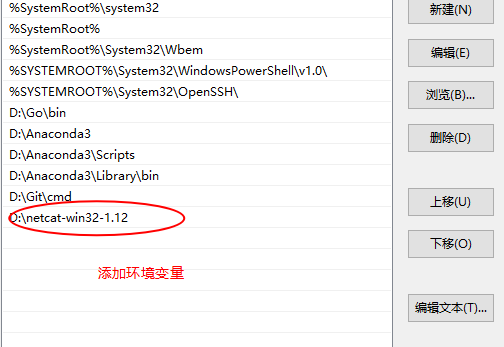 %SystemRoot%\system32
%SystemRoot%
%SystemRoot%\System32\Wbem
%SYSTEMROOT%\System32\WindowsPowerShell\v1.0\
%SYSTEMROOT%\System32\OpenSSH\
D:\Go\bin
D:\Anaconda3
D:\Anaconda3\Scripts
D:\Anaconda3\Library\bin
D:\Git\cmd
D:\netcat-win32-1.12
添加环境变量
新建(N)
编辑(E)
浏览(B)...
删除(D)
上移(U)
下移(O)
编辑文本(T)...